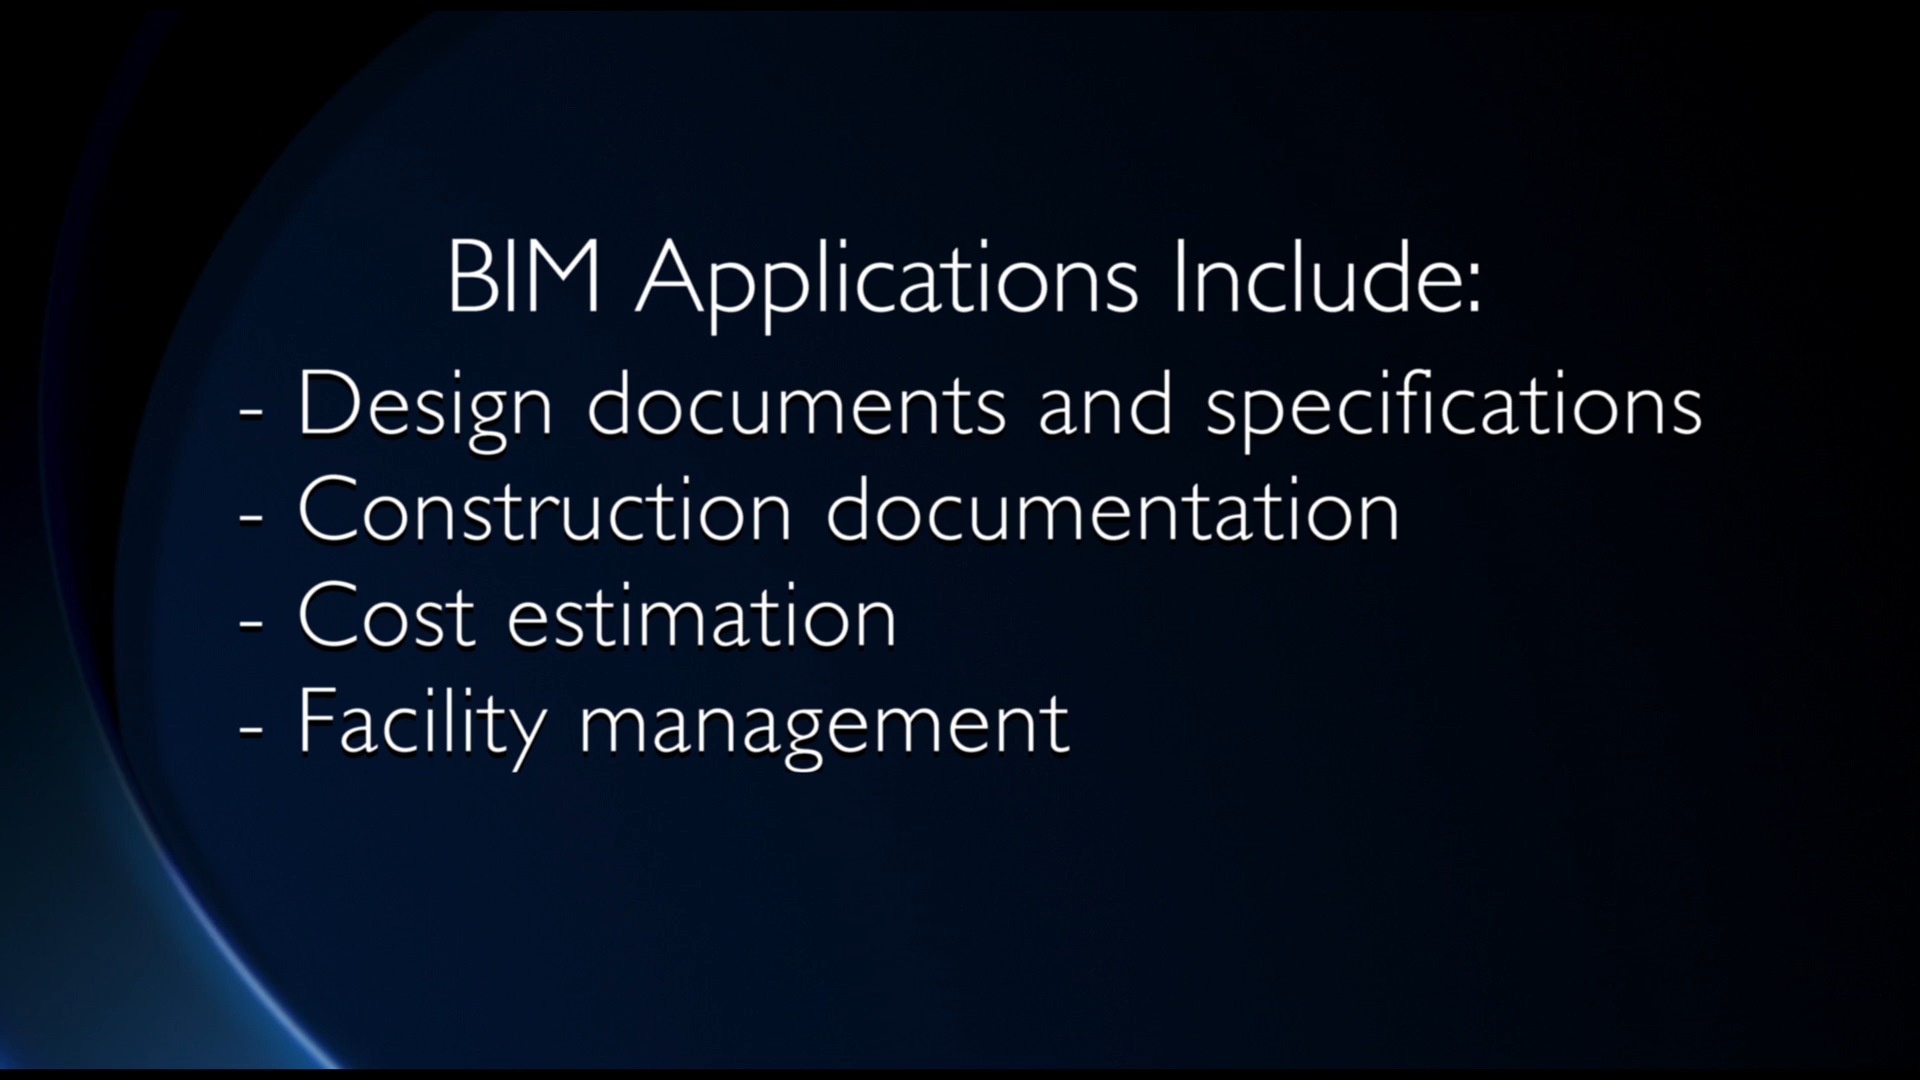 BIM Applications Include:
- Design documents and specifications
- Construction documentation
- Cost estimation
- Facility management